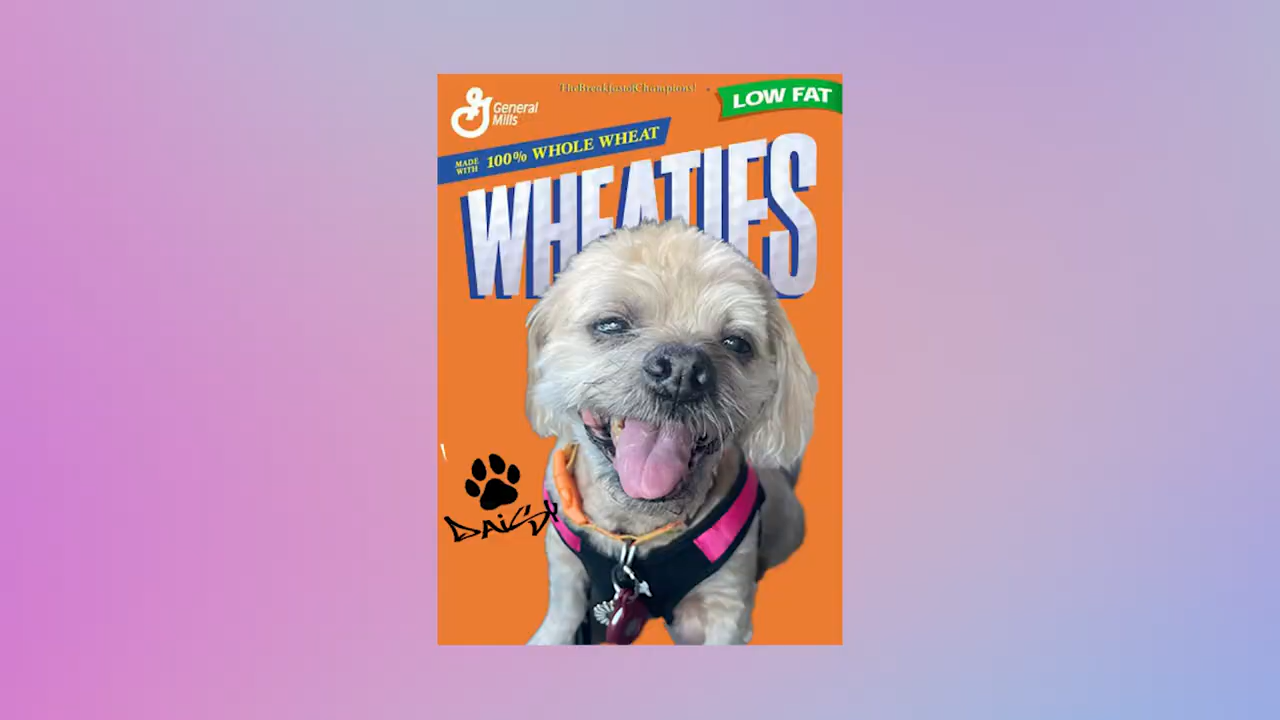 TheBreakfastofChampions!
LOW FAT
General
Mills
MADE
WITH
100% WHOLE WHEAT
WHEATIES
DAiSY